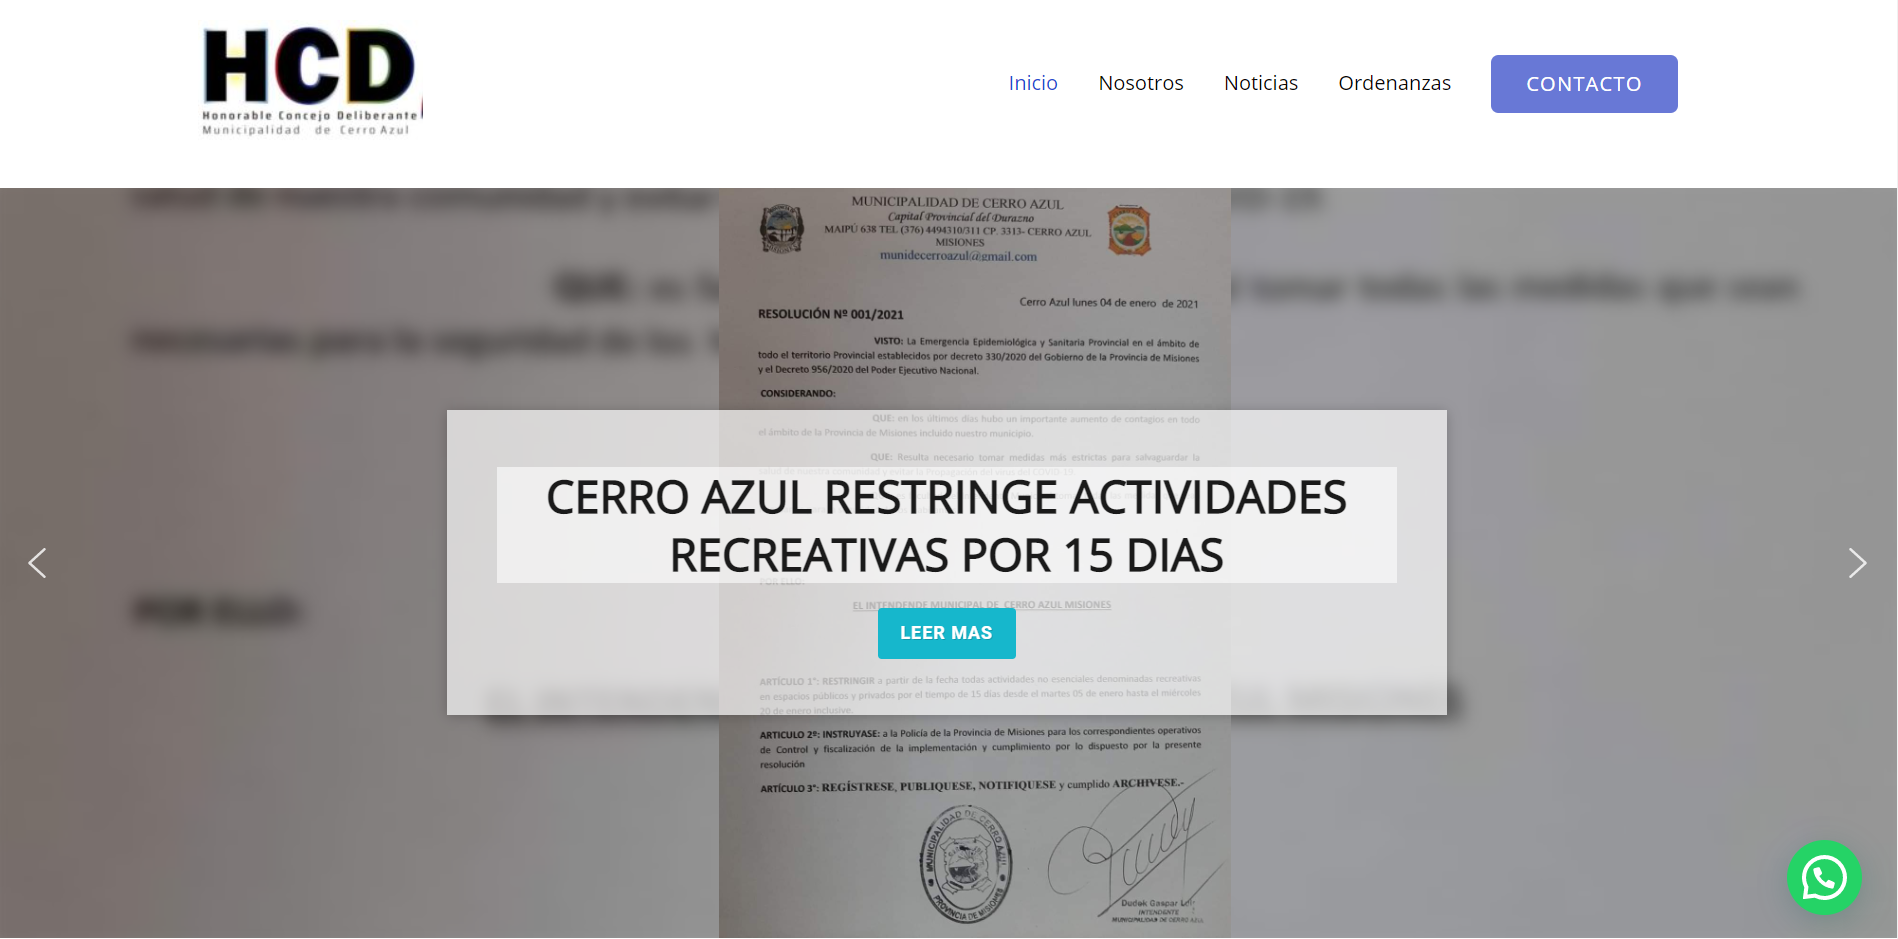 HCD
Honorable Concejo Deliberante
Municipalidad de Cerro Azul
Inicio
Nosotros
Noticias
Ordenanzas
CONTACTO
MUNICIPALIDAD DE CERRO AZUL
Capital Provincial del Durazno
MAIPÚ 638 TEL (376) 4494310/311 CP. 3313- CERRO AZUL
MISIONES
munidecerroazul@gmail.com
Cerro Azul lunes 04 de enero de 2021
RESOLUCIÓN Nº 001/2021
VISTO: La Emergencia Epidemiológica y Sanitaria Provincial en el ámbito de
todo el territorio Provincial establecidos por decreto 330/2020 del Gobierno de la Provincia de Misiones
y el Decreto 956/2020 del Poder Ejecutivo Nacional.
CONSIDERANDO:
QUE: en los últimos días hubo un importante aumento de contagios en todo
el ámbito de la Provincia de Misiones incluido nuestro municipio.
QUE: Resulta necesario tomar medidas más estrictas para salvaguardar la
CERRO AZUL RESTRINGE ACTIVIDADES
RECREATIVAS POR 15 DIAS
POR ELLO:
EL INTENDENDE MUNICIPAL DE CERRO AZUL MISIONES
LEER MAS
ARTÍCULO 1°: RESTRINGIR a partir de la fecha todas actividades no esenciales denominadas recreativas
en espacios públicos y privados por el tiempo de 15 días desde el martes 05 de enero hasta el miércoles
20 de enero inclusive.
ARTICULO 2º: INSTRUYASE: a la Policía de la Provincia de Misiones para los correspondientes operativos
de Control y fiscalización de la implementación y cumplimiento por lo dispuesto por la presente
resolución
ARTÍCULO 3°: REGÍSTRESE, PUBLIQUESE, NOTIFIQUESE y cumplido ARCHIVESE.-
MUNICIPALIDAD DE CERRO AZUL
PROVINCIA DE MISIONES
Dudek Gaspar
INTENDENTE
MUNICIPALIDAD DE CERRO AZUL